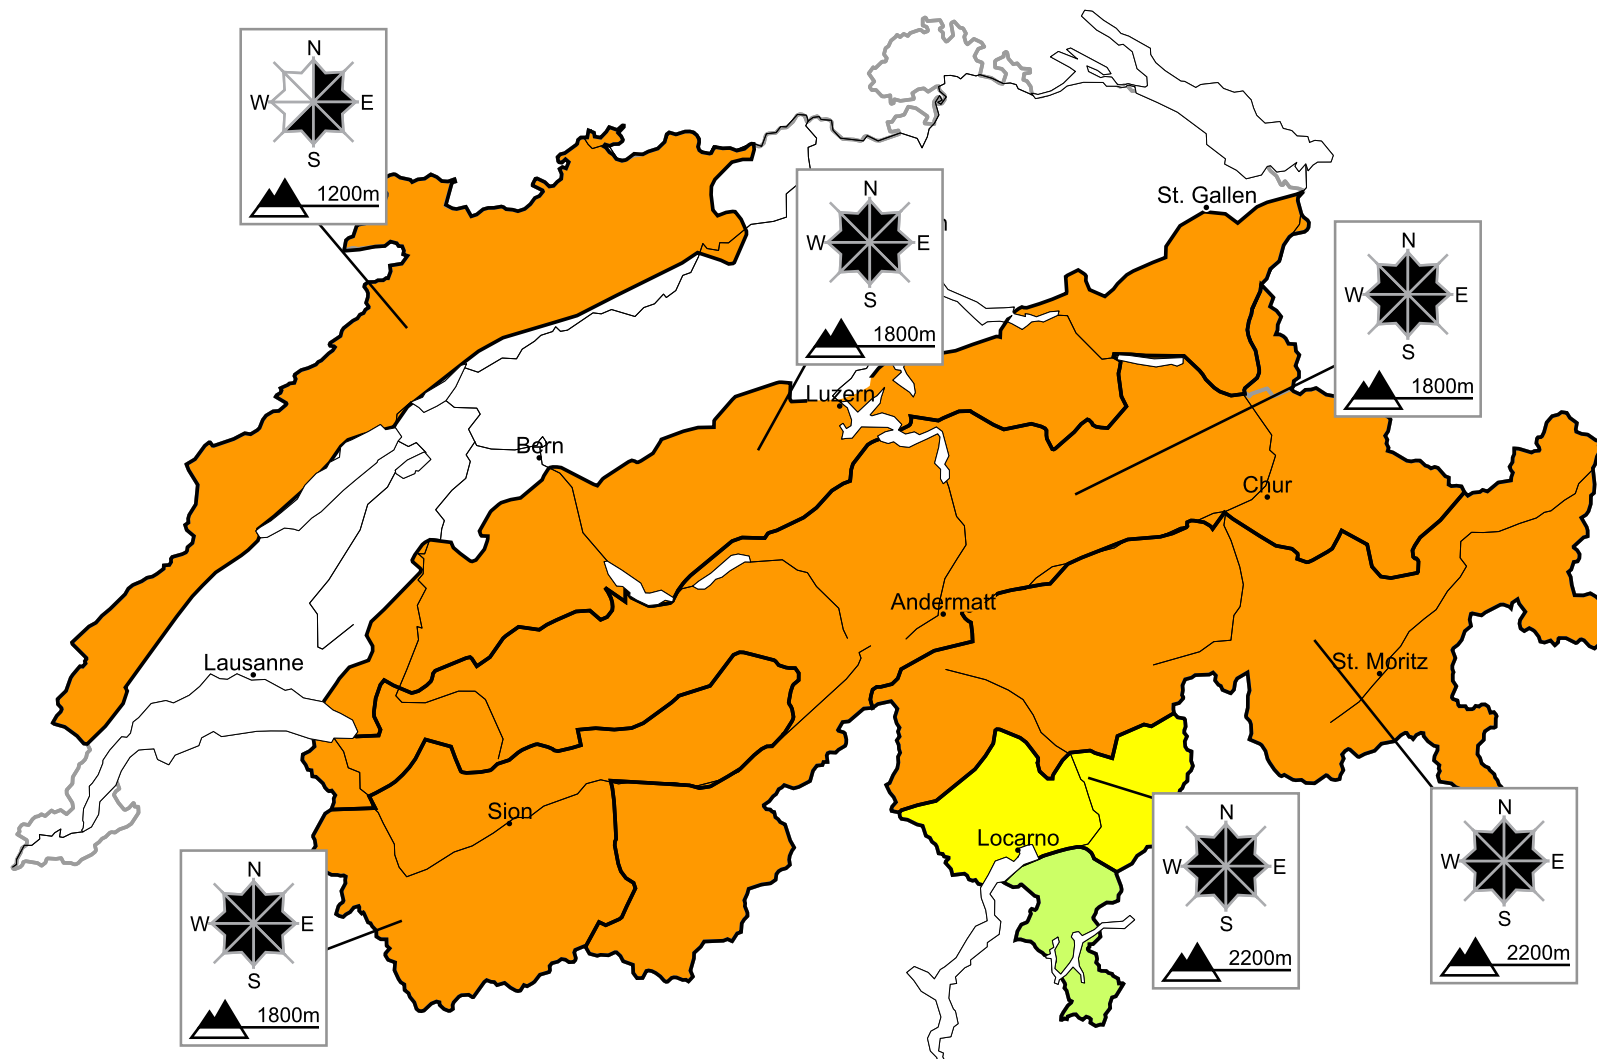 N
W E
S
1200m
N
W E
S
1800m
St. Gallen
N
W E
S
1800m
Luzern
Bern
Chur
Andermatt
Lausanne
St. Moritz
Sion
Locarno
N
W E
S
1800m
N
W E
S
2200m
N
W E
S
2200m